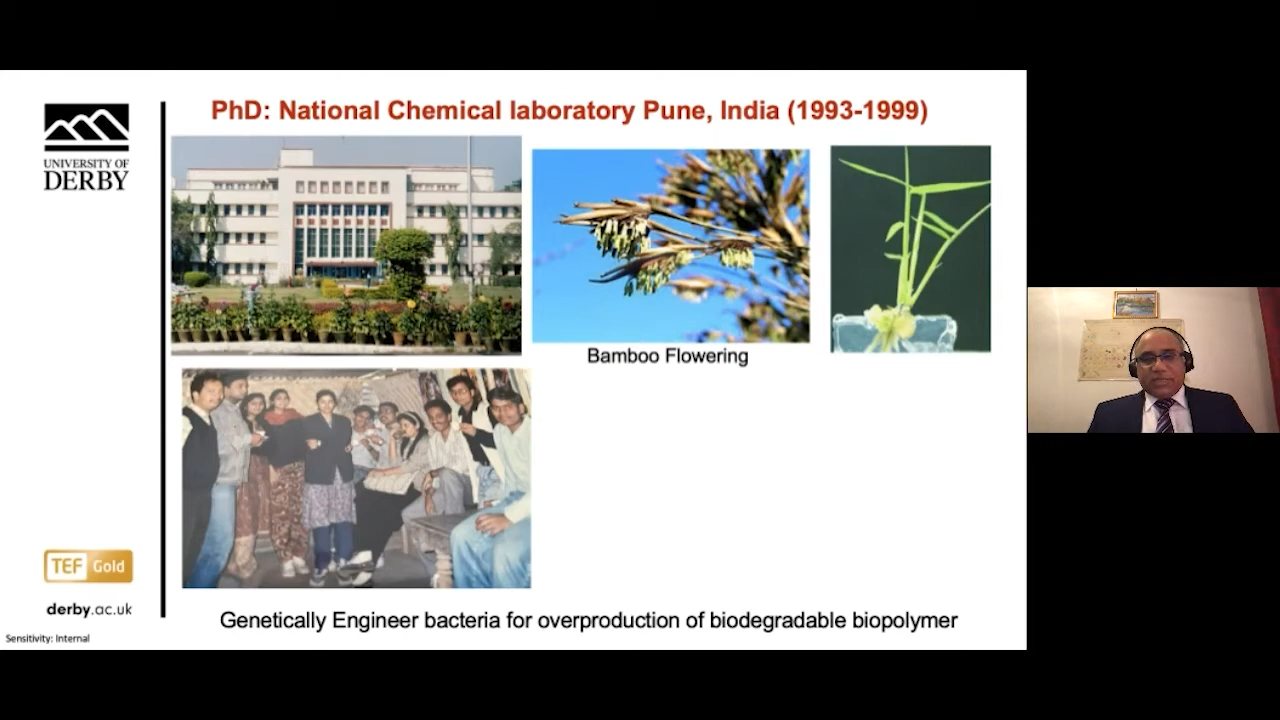 PhD: National Chemical laboratory Pune, India (1993-1999)
UNIVERSITY OF
DERBY
Bamboo Flowering
TEF Gold
derby.ac.uk
Genetically Engineer bacteria for overproduction of biodegradable biopolymer
Sensitivity: Internal